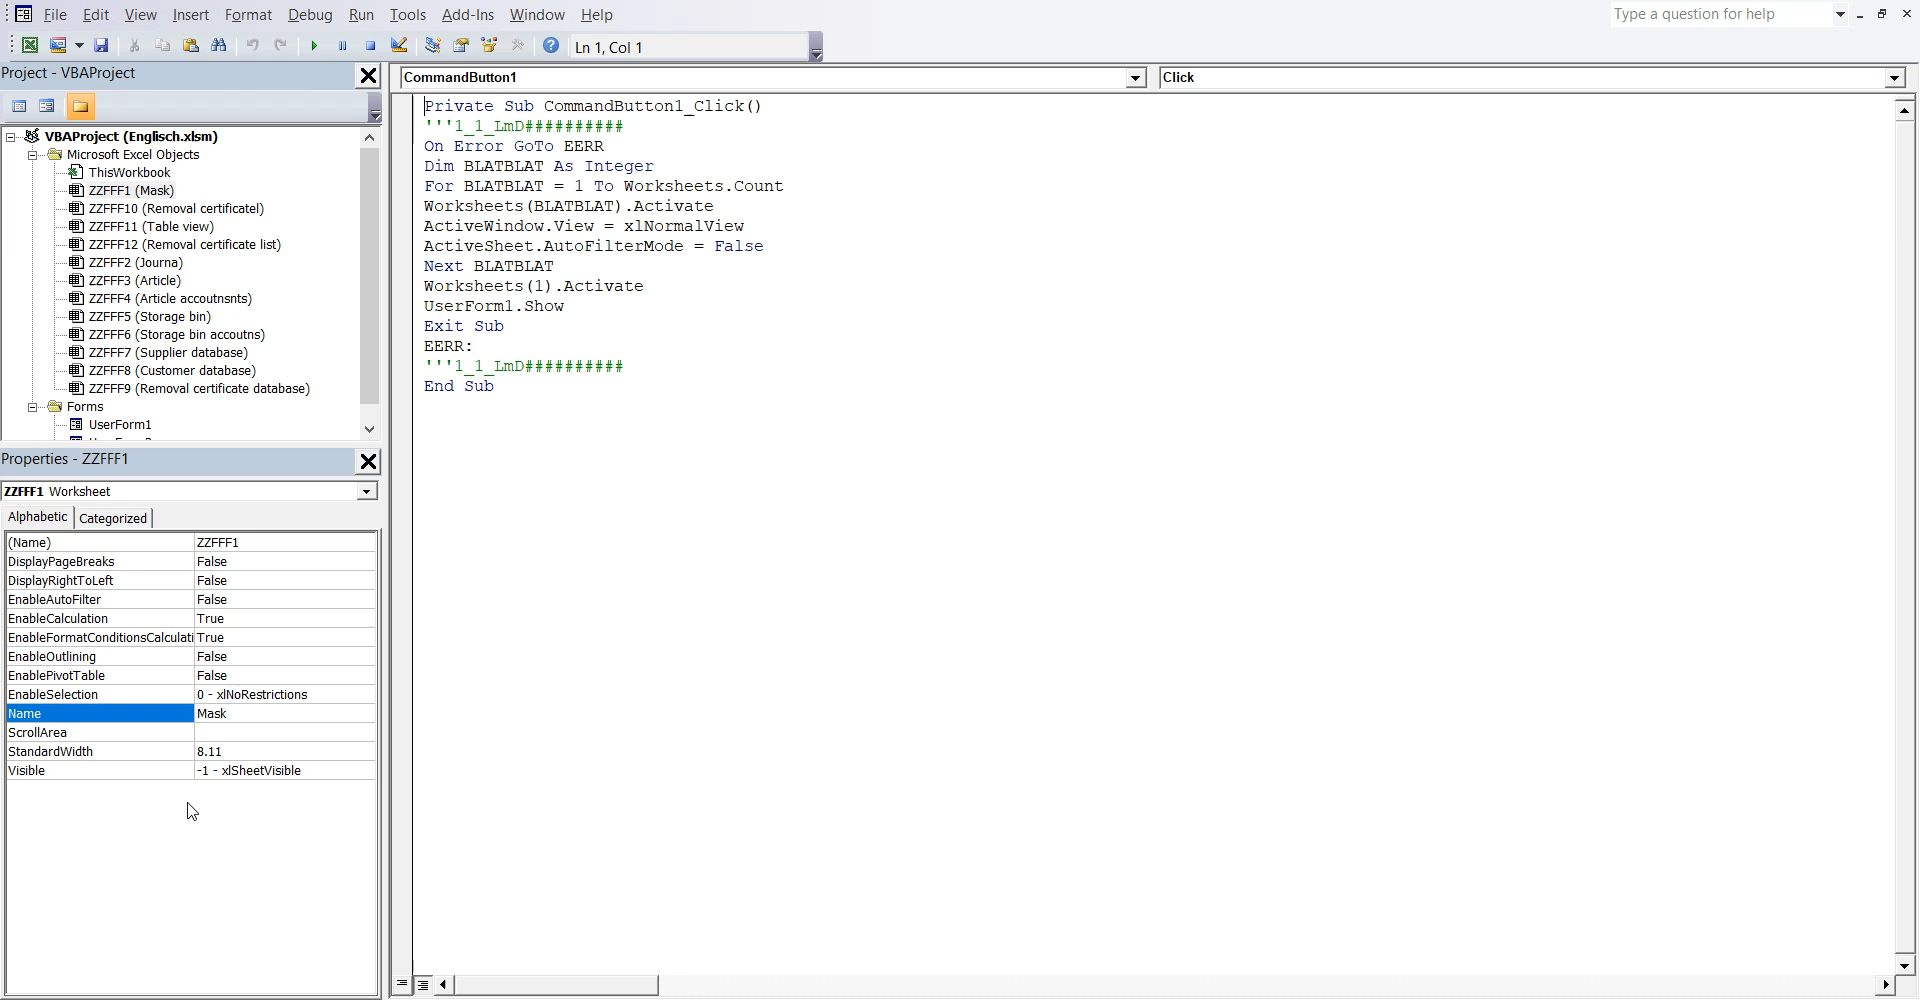 File Edit View Insert Format Debug Run Tools Add-Ins Window Help
Type a question for help
Ln 1, Col 1
Project - VBAProject
VBAProject (Englisch.xlsm)
Microsoft Excel Objects
ThisWorkbook
ZZFFF1 (Mask)
ZZFFF10 (Removal certificatel)
ZZFFF11 (Table view)
ZZFFF12 (Removal certificate list)
ZZFFF2 (Journa)
ZZFFF3 (Article)
ZZFFF4 (Article accoutnsnts)
ZZFFF5 (Storage bin)
ZZFFF6 (Storage bin accoutns)
ZZFFF7 (Supplier database)
ZZFFF8 (Customer database)
ZZFFF9 (Removal certificate database)
Forms
UserForm1
Properties - ZZFFF1
ZZFFF1 Worksheet
Alphabetic Categorized
(Name) ZZFFF1
DisplayPageBreaks False
DisplayRightToLeft False
EnableAutoFilter False
EnableCalculation True
EnableFormatConditionsCalculati True
EnableOutlining False
EnablePivotTable False
EnableSelection 0 - xlNoRestrictions
Name Mask
ScrollArea
StandardWidth 8.11
Visible -1 - xlSheetVisible
CommandButton1
Click
Private Sub CommandButton1_Click()
'''1_1_LmD##########
On Error GoTo EERR
Dim BLATBLAT As Integer
For BLATBLAT = 1 To Worksheets.Count
Worksheets(BLATBLAT).Activate
ActiveWindow.View = xlNormalView
ActiveSheet.AutoFilterMode = False
Next BLATBLAT
Worksheets(1).Activate
UserForm1.Show
Exit Sub
EERR:
'''1_1_LmD##########
End Sub